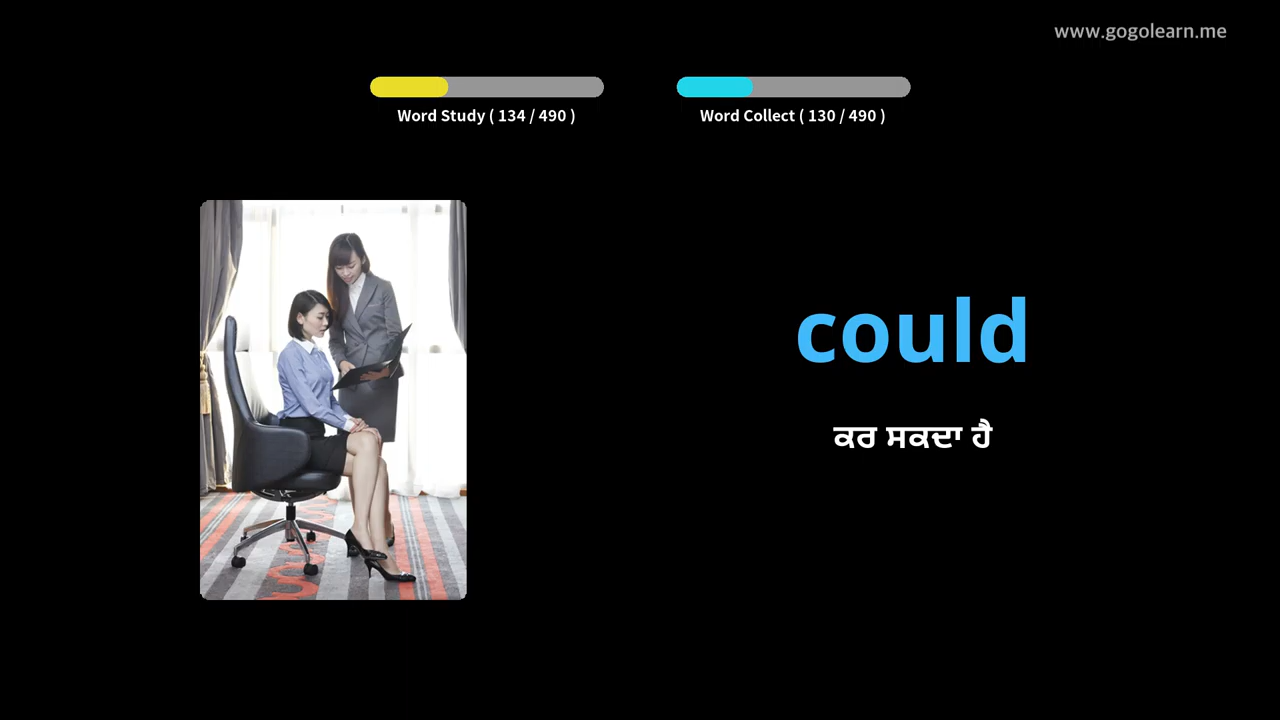 www.gogolearn.me
Word Study ( 134 / 490 )
Word Collect ( 130 / 490 )
could
ਕਰ ਸਕਦਾ ਹੈ